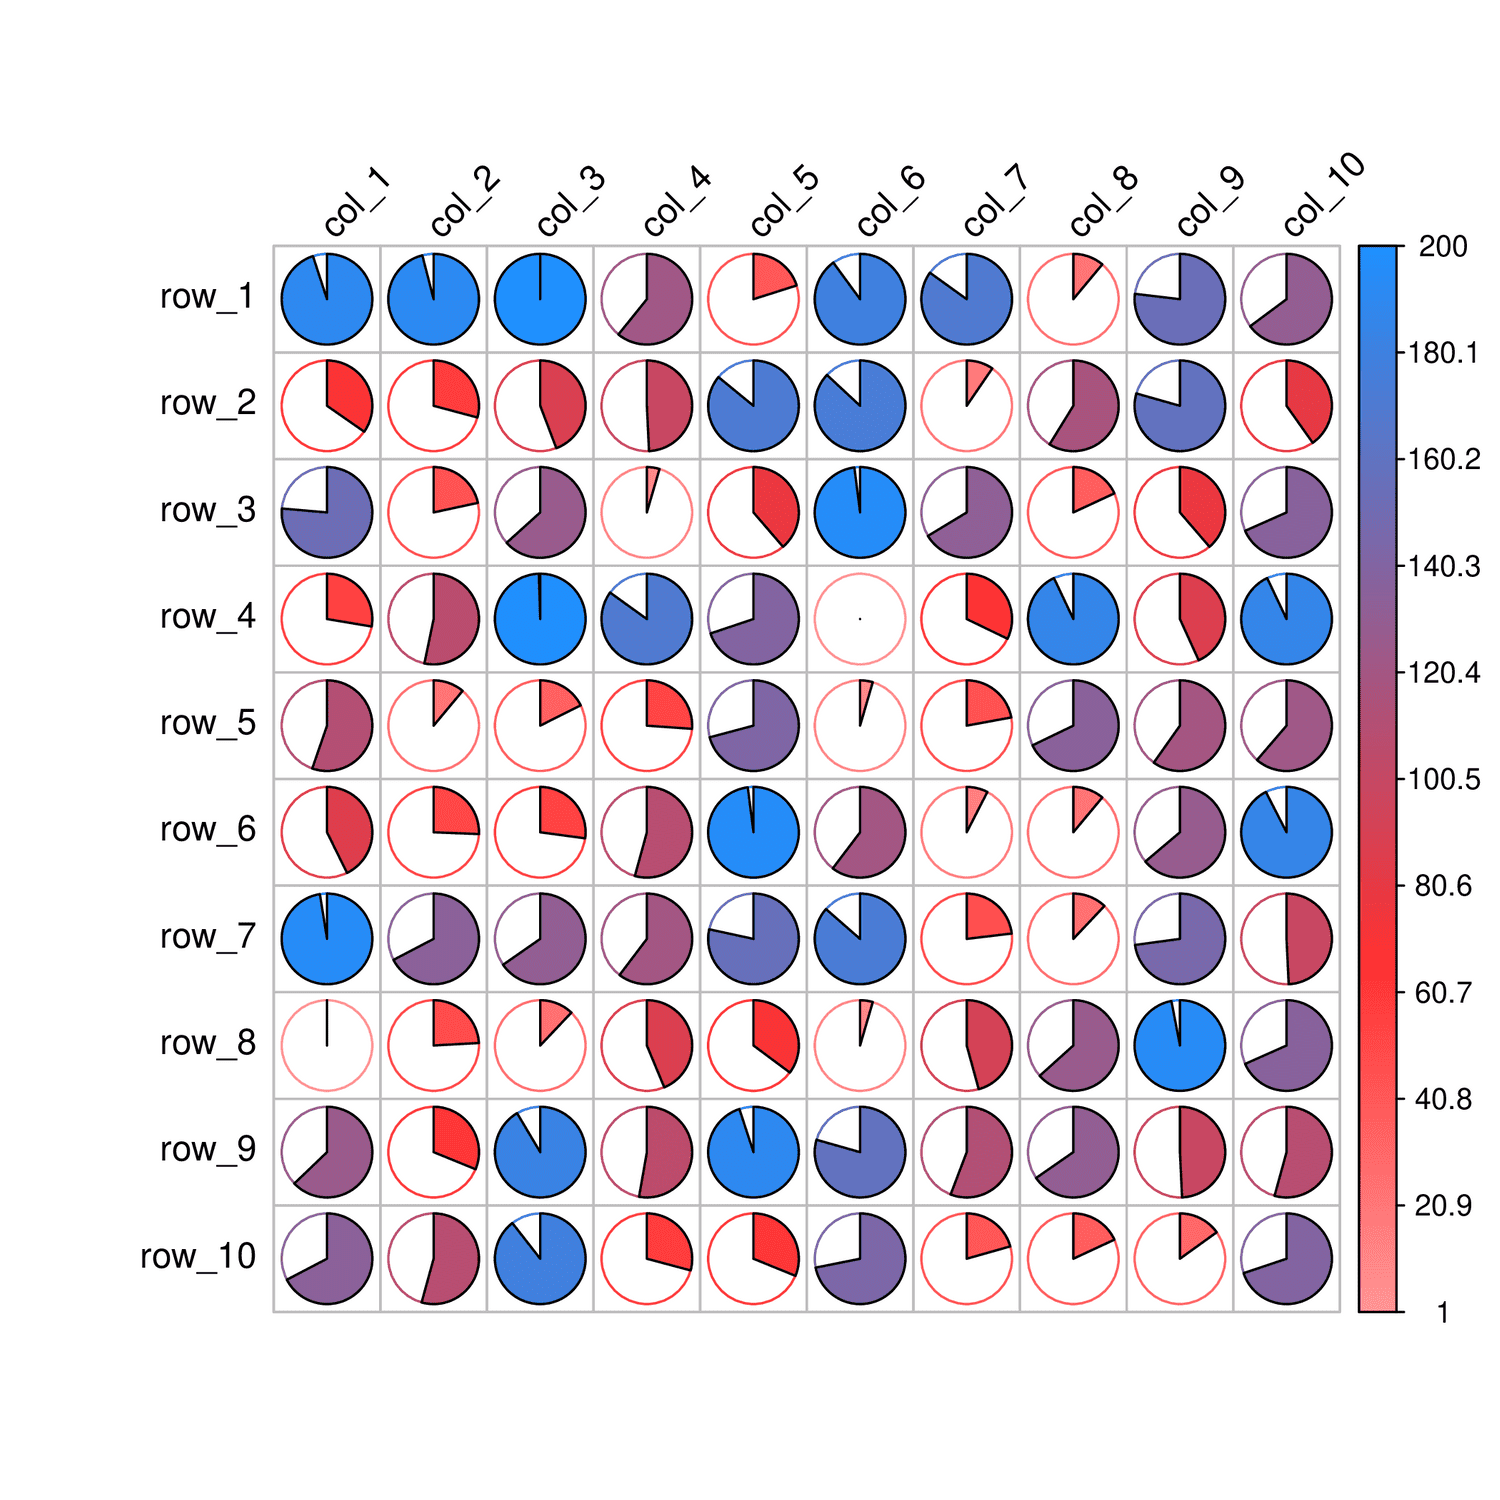 col_1
col_2
col_3
col_4
col_5
col_6
col_7
col_8
col_9
col_10
row_1
row_2
row_3
row_4
row_5
row_6
row_7
row_8
row_9
row_10
200
180.1
160.2
140.3
120.4
100.5
80.6
60.7
40.8
20.9
1